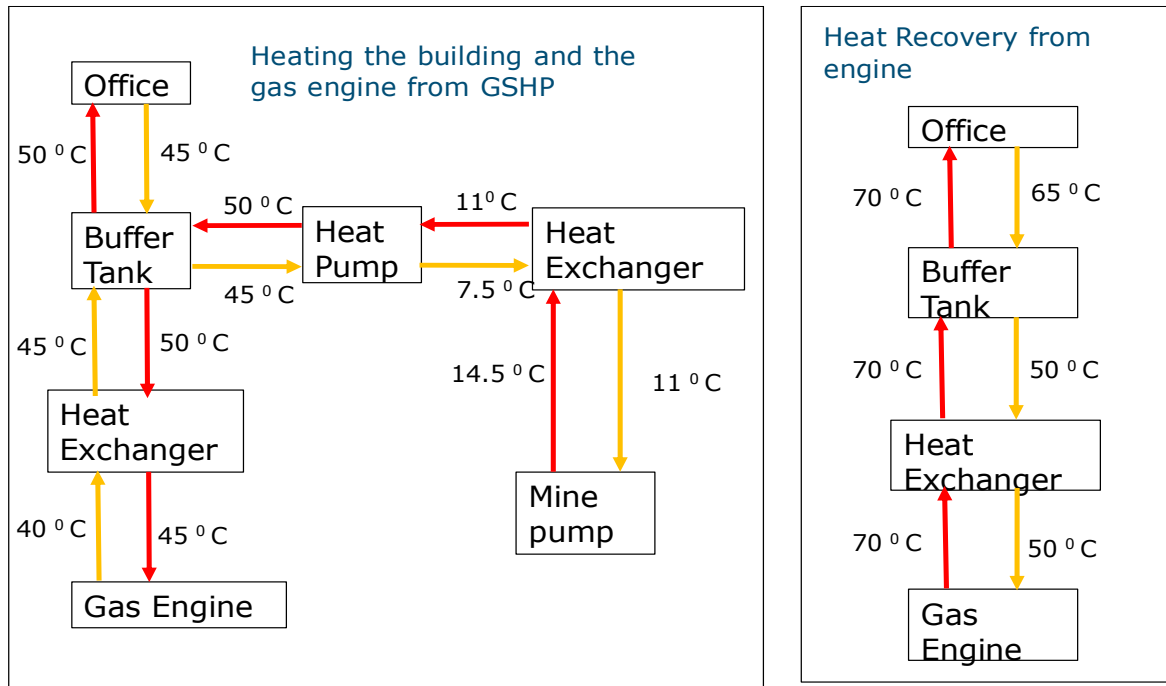 Heating the building and the
gas engine from GSHP
Office
50 ⁰ C
45 ⁰ C
50 ⁰ C
11⁰ C
Buffer
Tank
Heat
Pump
Heat
Exchanger
45 ⁰ C
7.5 ⁰ C
45 ⁰ C
50 ⁰ C
14.5 ⁰ C
11 ⁰ C
Heat
Exchanger
Mine
pump
40 ⁰ C
45 ⁰ C
Gas Engine
Heat Recovery from
engine
Office
70 ⁰ C
65 ⁰ C
Buffer
Tank
70 ⁰ C
50 ⁰ C
Heat
Exchanger
70 ⁰ C
50 ⁰ C
Gas
Engine